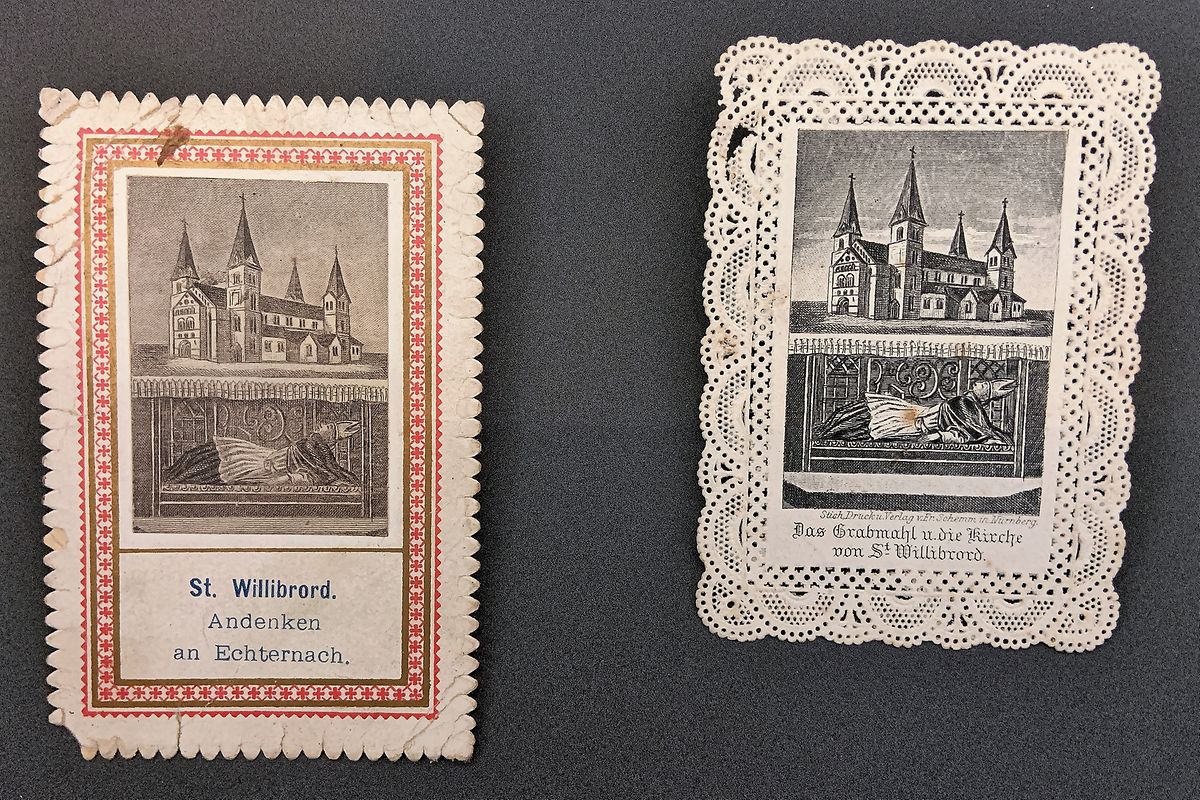 St. Willibrord.
Andenken
an Echternach.
Stich, Druck u. Verlag v. Fr. Schemm in Nürnberg.
Das Grabmahl u. die Kirche
von St Willibrord.